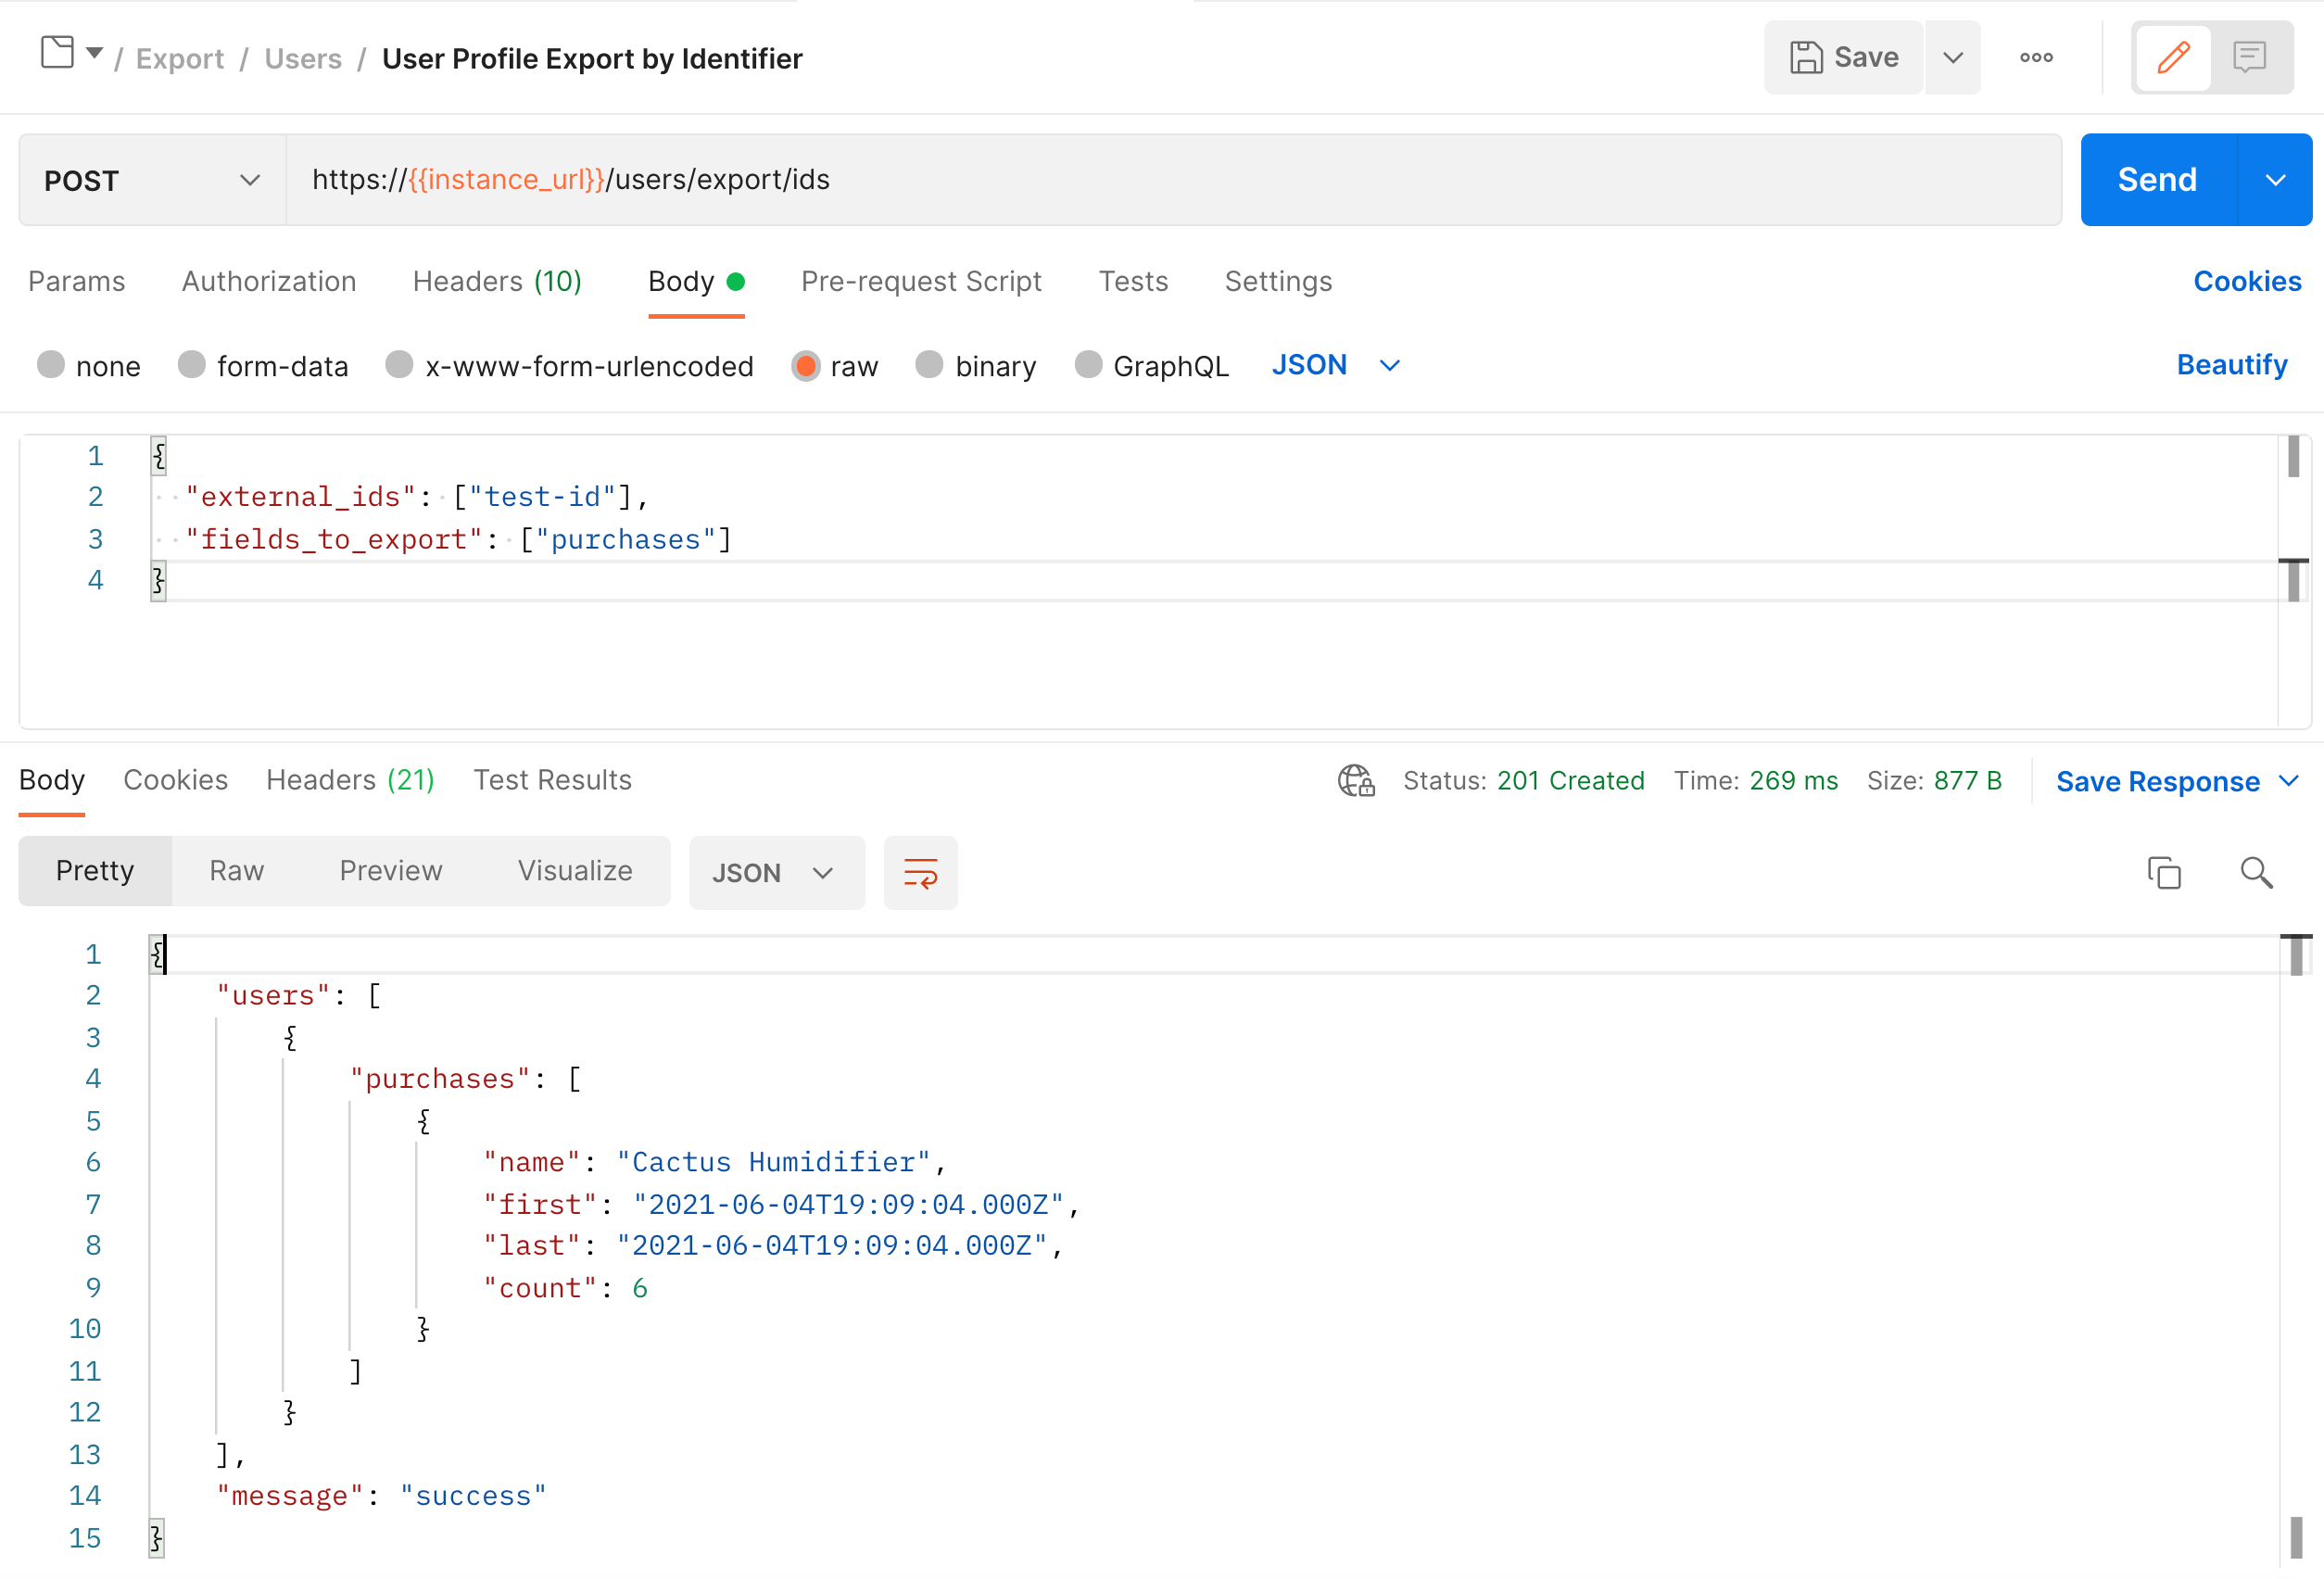 / Export / Users / User Profile Export by Identifier Save
POST https://{{instance_url}}/users/export/ids Send
Params Authorization Headers (10) Body Pre-request Script Tests Settings Cookies
none form-data x-www-form-urlencoded raw binary GraphQL JSON Beautify
1 {
2 "external_ids": ["test-id"],
3 "fields_to_export": ["purchases"]
4 }
Body Cookies Headers (21) Test Results Status: 201 Created Time: 269 ms Size: 877 B Save Response
Pretty Raw Preview Visualize JSON
1 {
2 "users": [
3 {
4 "purchases": [
5 {
6 "name": "Cactus Humidifier",
7 "first": "2021-06-04T19:09:04.000Z",
8 "last": "2021-06-04T19:09:04.000Z",
9 "count": 6
10 }
11 ]
12 }
13 ],
14 "message": "success"
15 }